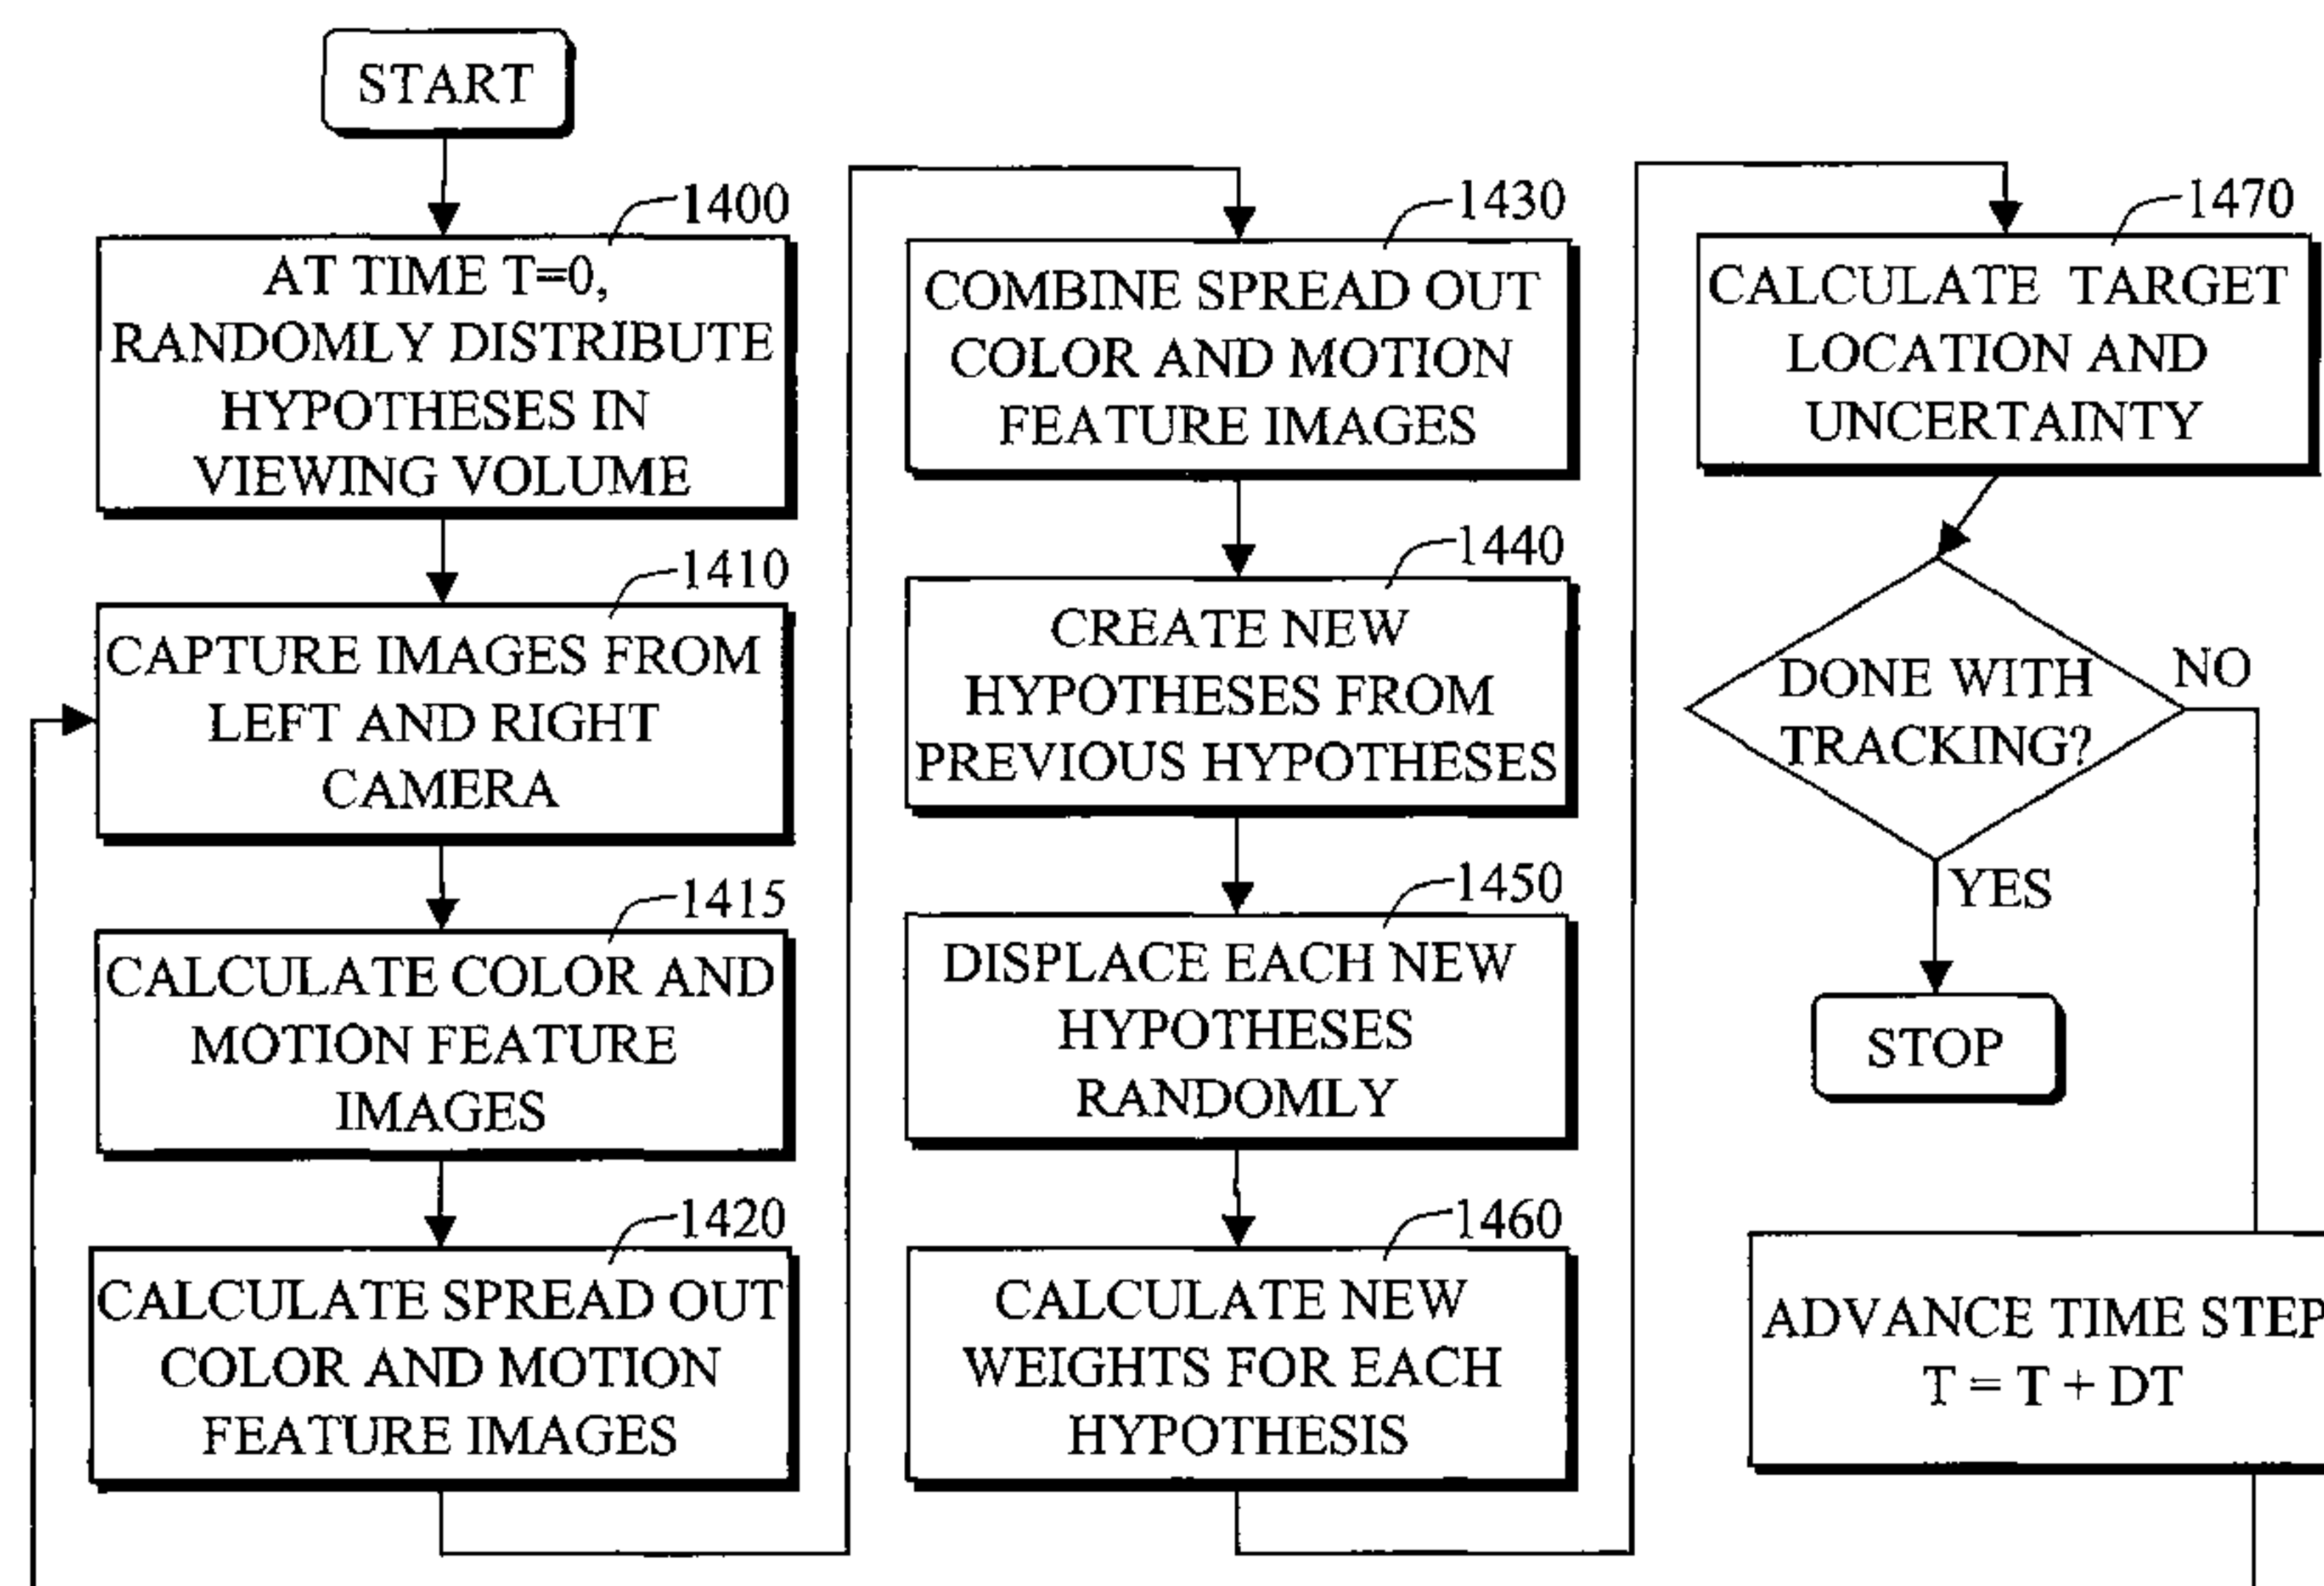 START
1400
AT TIME T=0,
RANDOMLY DISTRIBUTE
HYPOTHESES IN
VIEWING VOLUME
1410
CAPTURE IMAGES FROM
LEFT AND RIGHT
CAMERA
1415
CALCULATE COLOR AND
MOTION FEATURE
IMAGES
1420
CALCULATE SPREAD OUT
COLOR AND MOTION
FEATURE IMAGES
1430
COMBINE SPREAD OUT
COLOR AND MOTION
FEATURE IMAGES
1440
CREATE NEW
HYPOTHESES FROM
PREVIOUS HYPOTHESES
1450
DISPLACE EACH NEW
HYPOTHESES
RANDOMLY
1460
CALCULATE NEW
WEIGHTS FOR EACH
HYPOTHESIS
1470
CALCULATE TARGET
LOCATION AND
UNCERTAINTY
DONE WITH
TRACKING?
NO
YES
STOP
ADVANCE TIME STEP
T = T + DT